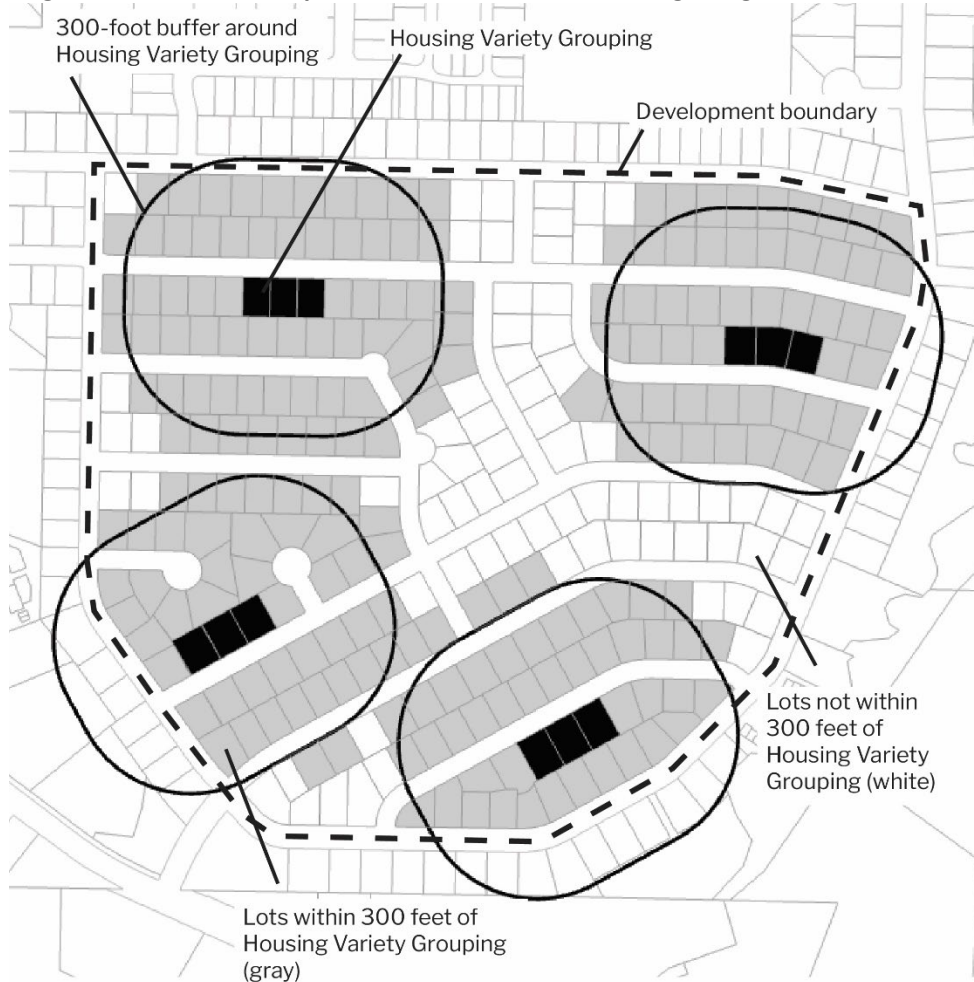 300-foot buffer around
Housing Variety Grouping
Housing Variety Grouping
Development boundary
Lots not within
300 feet of
Housing Variety
Grouping (white)
Lots within 300 feet of
Housing Variety Grouping
(gray)